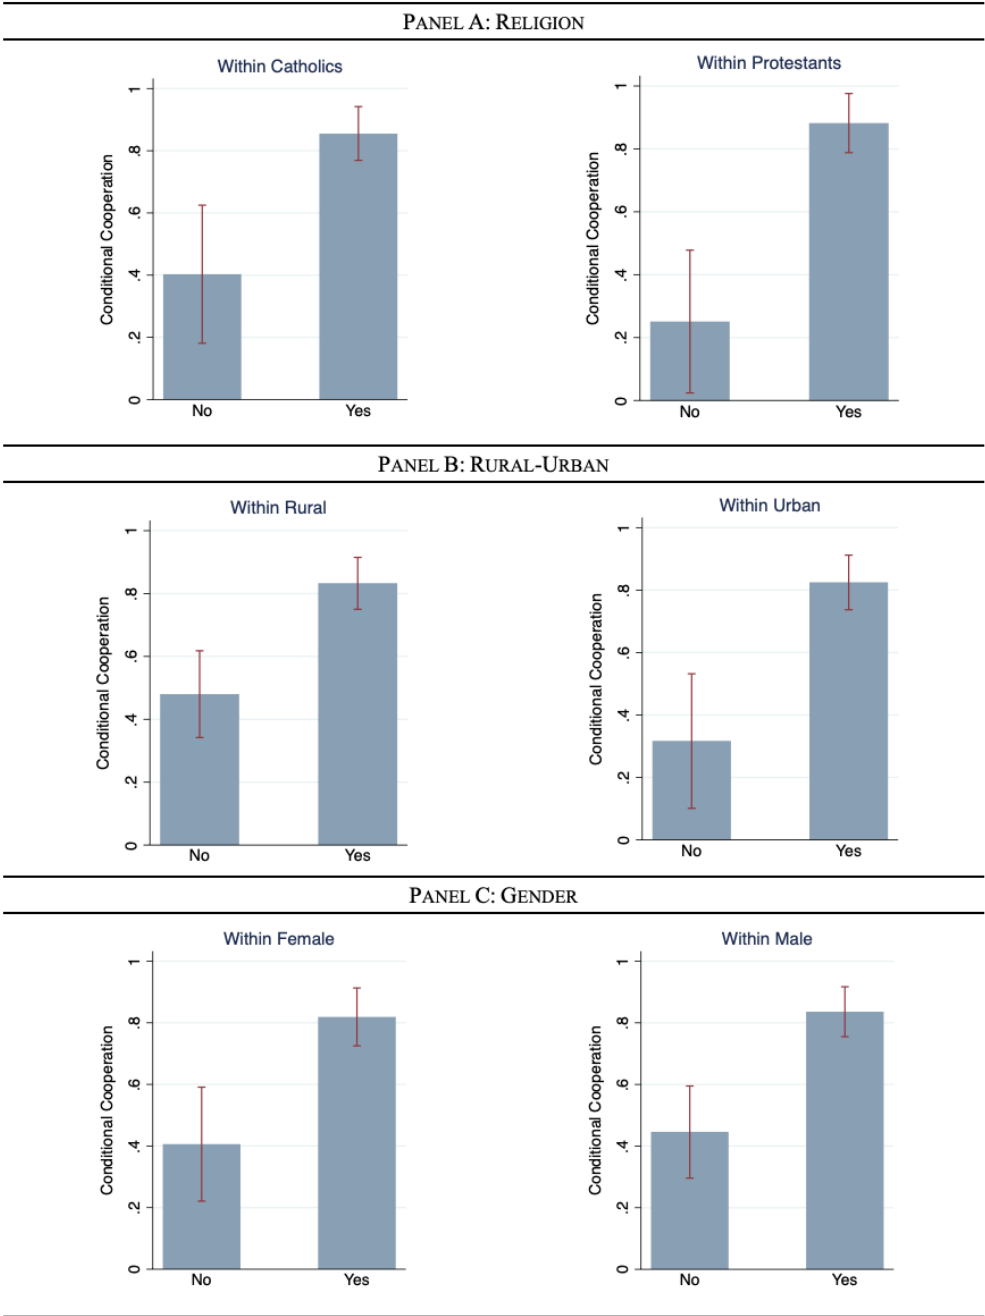 PANEL A: RELIGION
Within Catholics
Conditional Cooperation
0
.2
.4
.6
.8
1
No
Yes
Within Protestants
Conditional Cooperation
0
.2
.4
.6
.8
1
No
Yes
PANEL B: RURAL-URBAN
Within Rural
Conditional Cooperation
0
.2
.4
.6
.8
1
No
Yes
Within Urban
Conditional Cooperation
0
.2
.4
.6
.8
1
No
Yes
PANEL C: GENDER
Within Female
Conditional Cooperation
0
.2
.4
.6
.8
1
No
Yes
Within Male
Conditional Cooperation
0
.2
.4
.6
.8
1
No
Yes